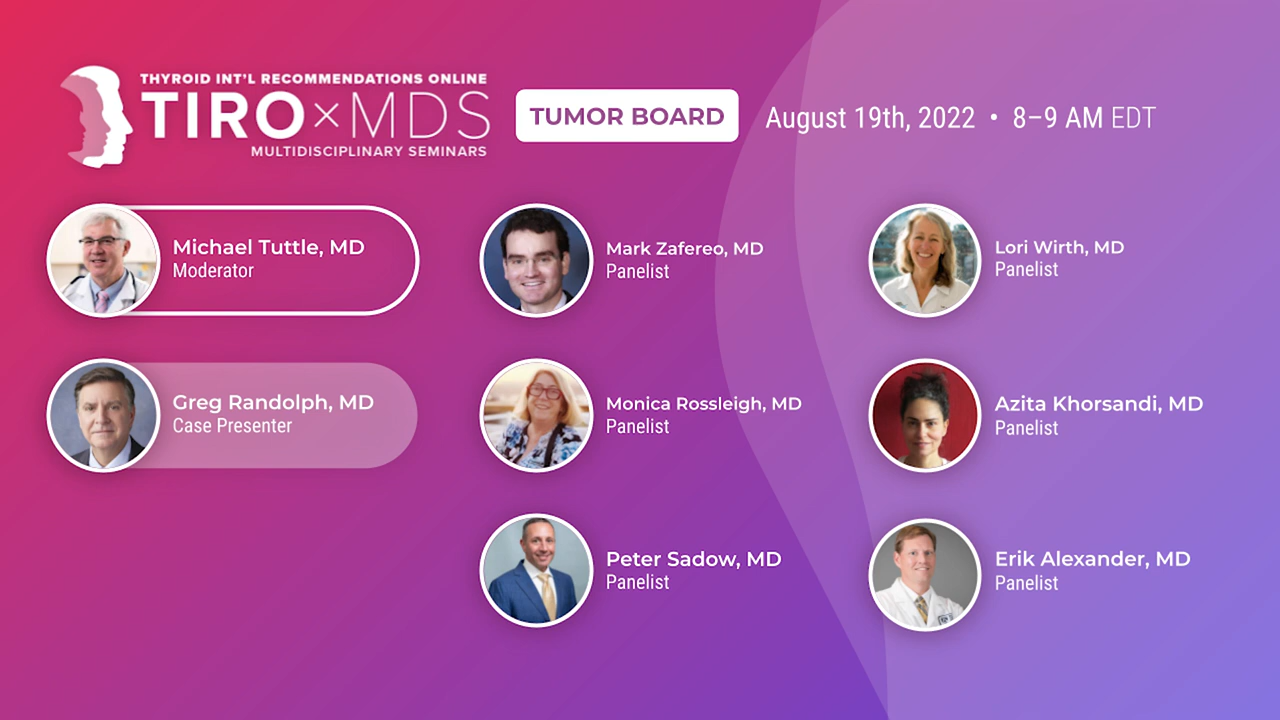 THYROID INT'L RECOMMENDATIONS ONLINE
TIRO×MDS
MULTIDISCIPLINARY SEMINARS
TUMOR BOARD
August 19th, 2022 • 8–9 AM EDT
Michael Tuttle, MD
Moderator
Greg Randolph, MD
Case Presenter
Mark Zafereo, MD
Panelist
Monica Rossleigh, MD
Panelist
Peter Sadow, MD
Panelist
Lori Wirth, MD
Panelist
Azita Khorsandi, MD
Panelist
Erik Alexander, MD
Panelist